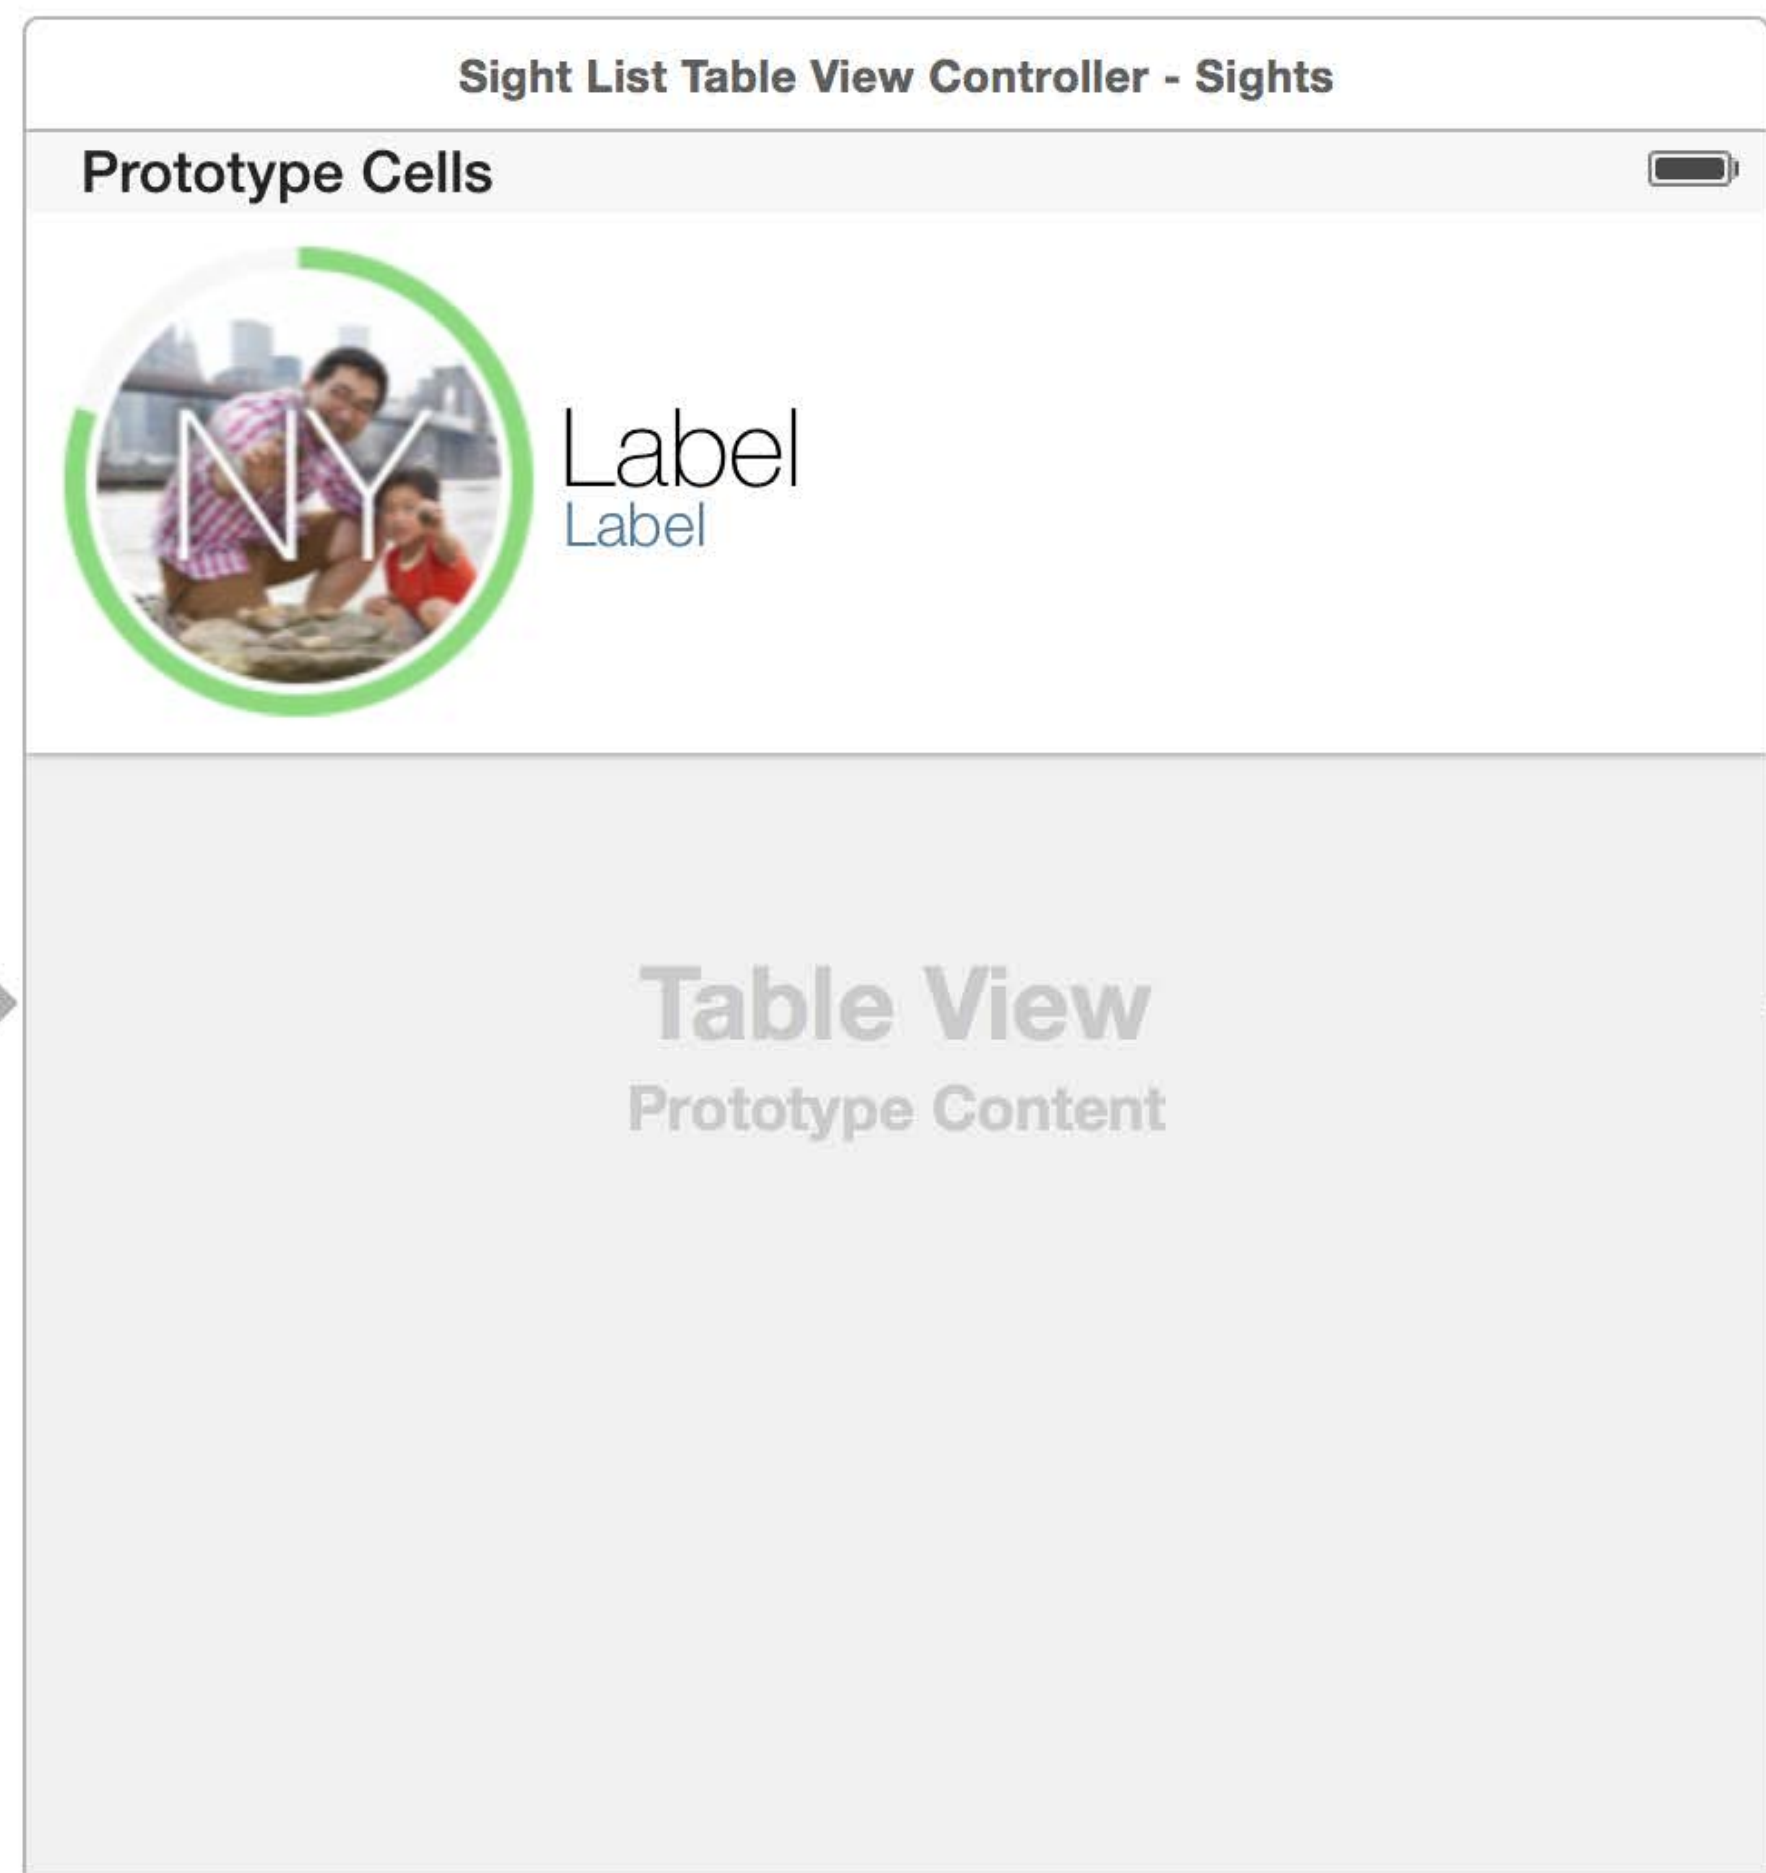 Sight List Table View Controller - Sights
Prototype Cells
NY
Label
Label
Table View
Prototype Content